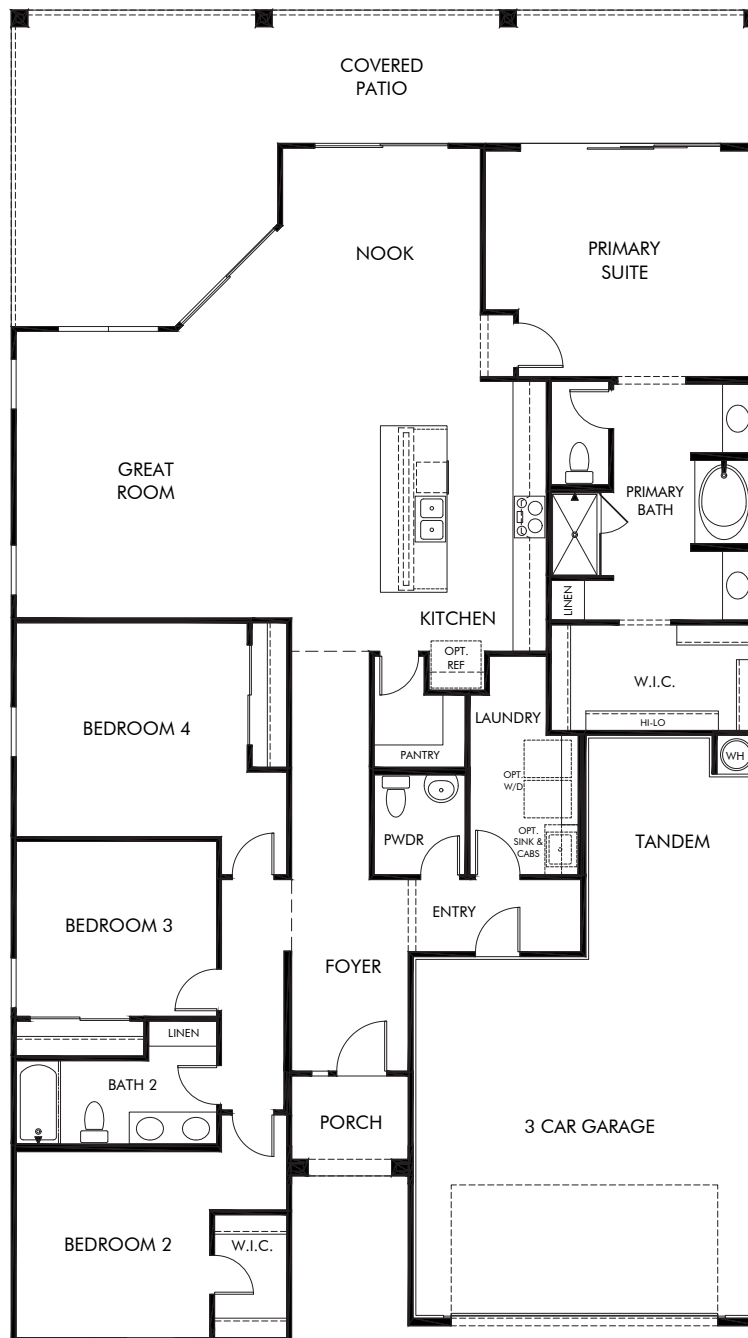 COVERED
PATIO
NOOK
PRIMARY
SUITE
GREAT
ROOM
PRIMARY
BATH
LINEN
KITCHEN
OPT.
REF
W.I.C.
HI-LO
LAUNDRY
BEDROOM 4
PANTRY
WH
OPT.
W/D
PWDR
OPT.
SINK &
CABS
TANDEM
BEDROOM 3
ENTRY
FOYER
LINEN
BATH 2
PORCH
3 CAR GARAGE
BEDROOM 2
W.I.C.